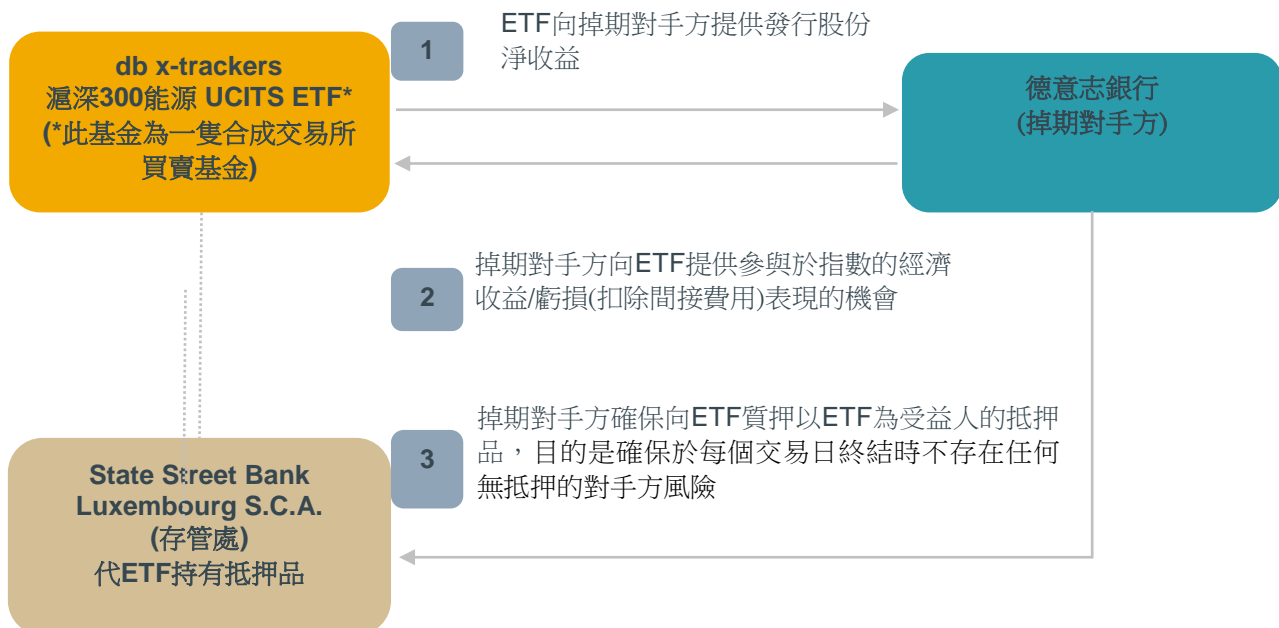 db x-trackers
滬深300能源 UCITS ETF*
(*此基金為一隻合成交易所
買賣基金)
1
ETF向掉期對手方提供發行股份
淨收益
德意志銀行
(掉期對手方)
2
掉期對手方向ETF提供參與於指數的經濟
收益/虧損(扣除間接費用)表現的機會
3
掉期對手方確保向ETF質押以ETF為受益人的抵押
品，目的是確保於每個交易日終結時不存在任何
無抵押的對手方風險
State Street Bank
Luxembourg S.C.A.
(存管處)
代ETF持有抵押品